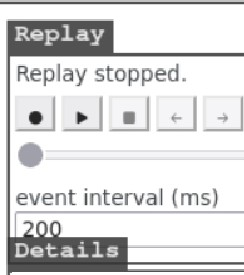 Replay
Replay stopped.
event interval (ms)
200
Details